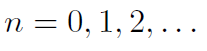 n = 0, 1, 2, . . .